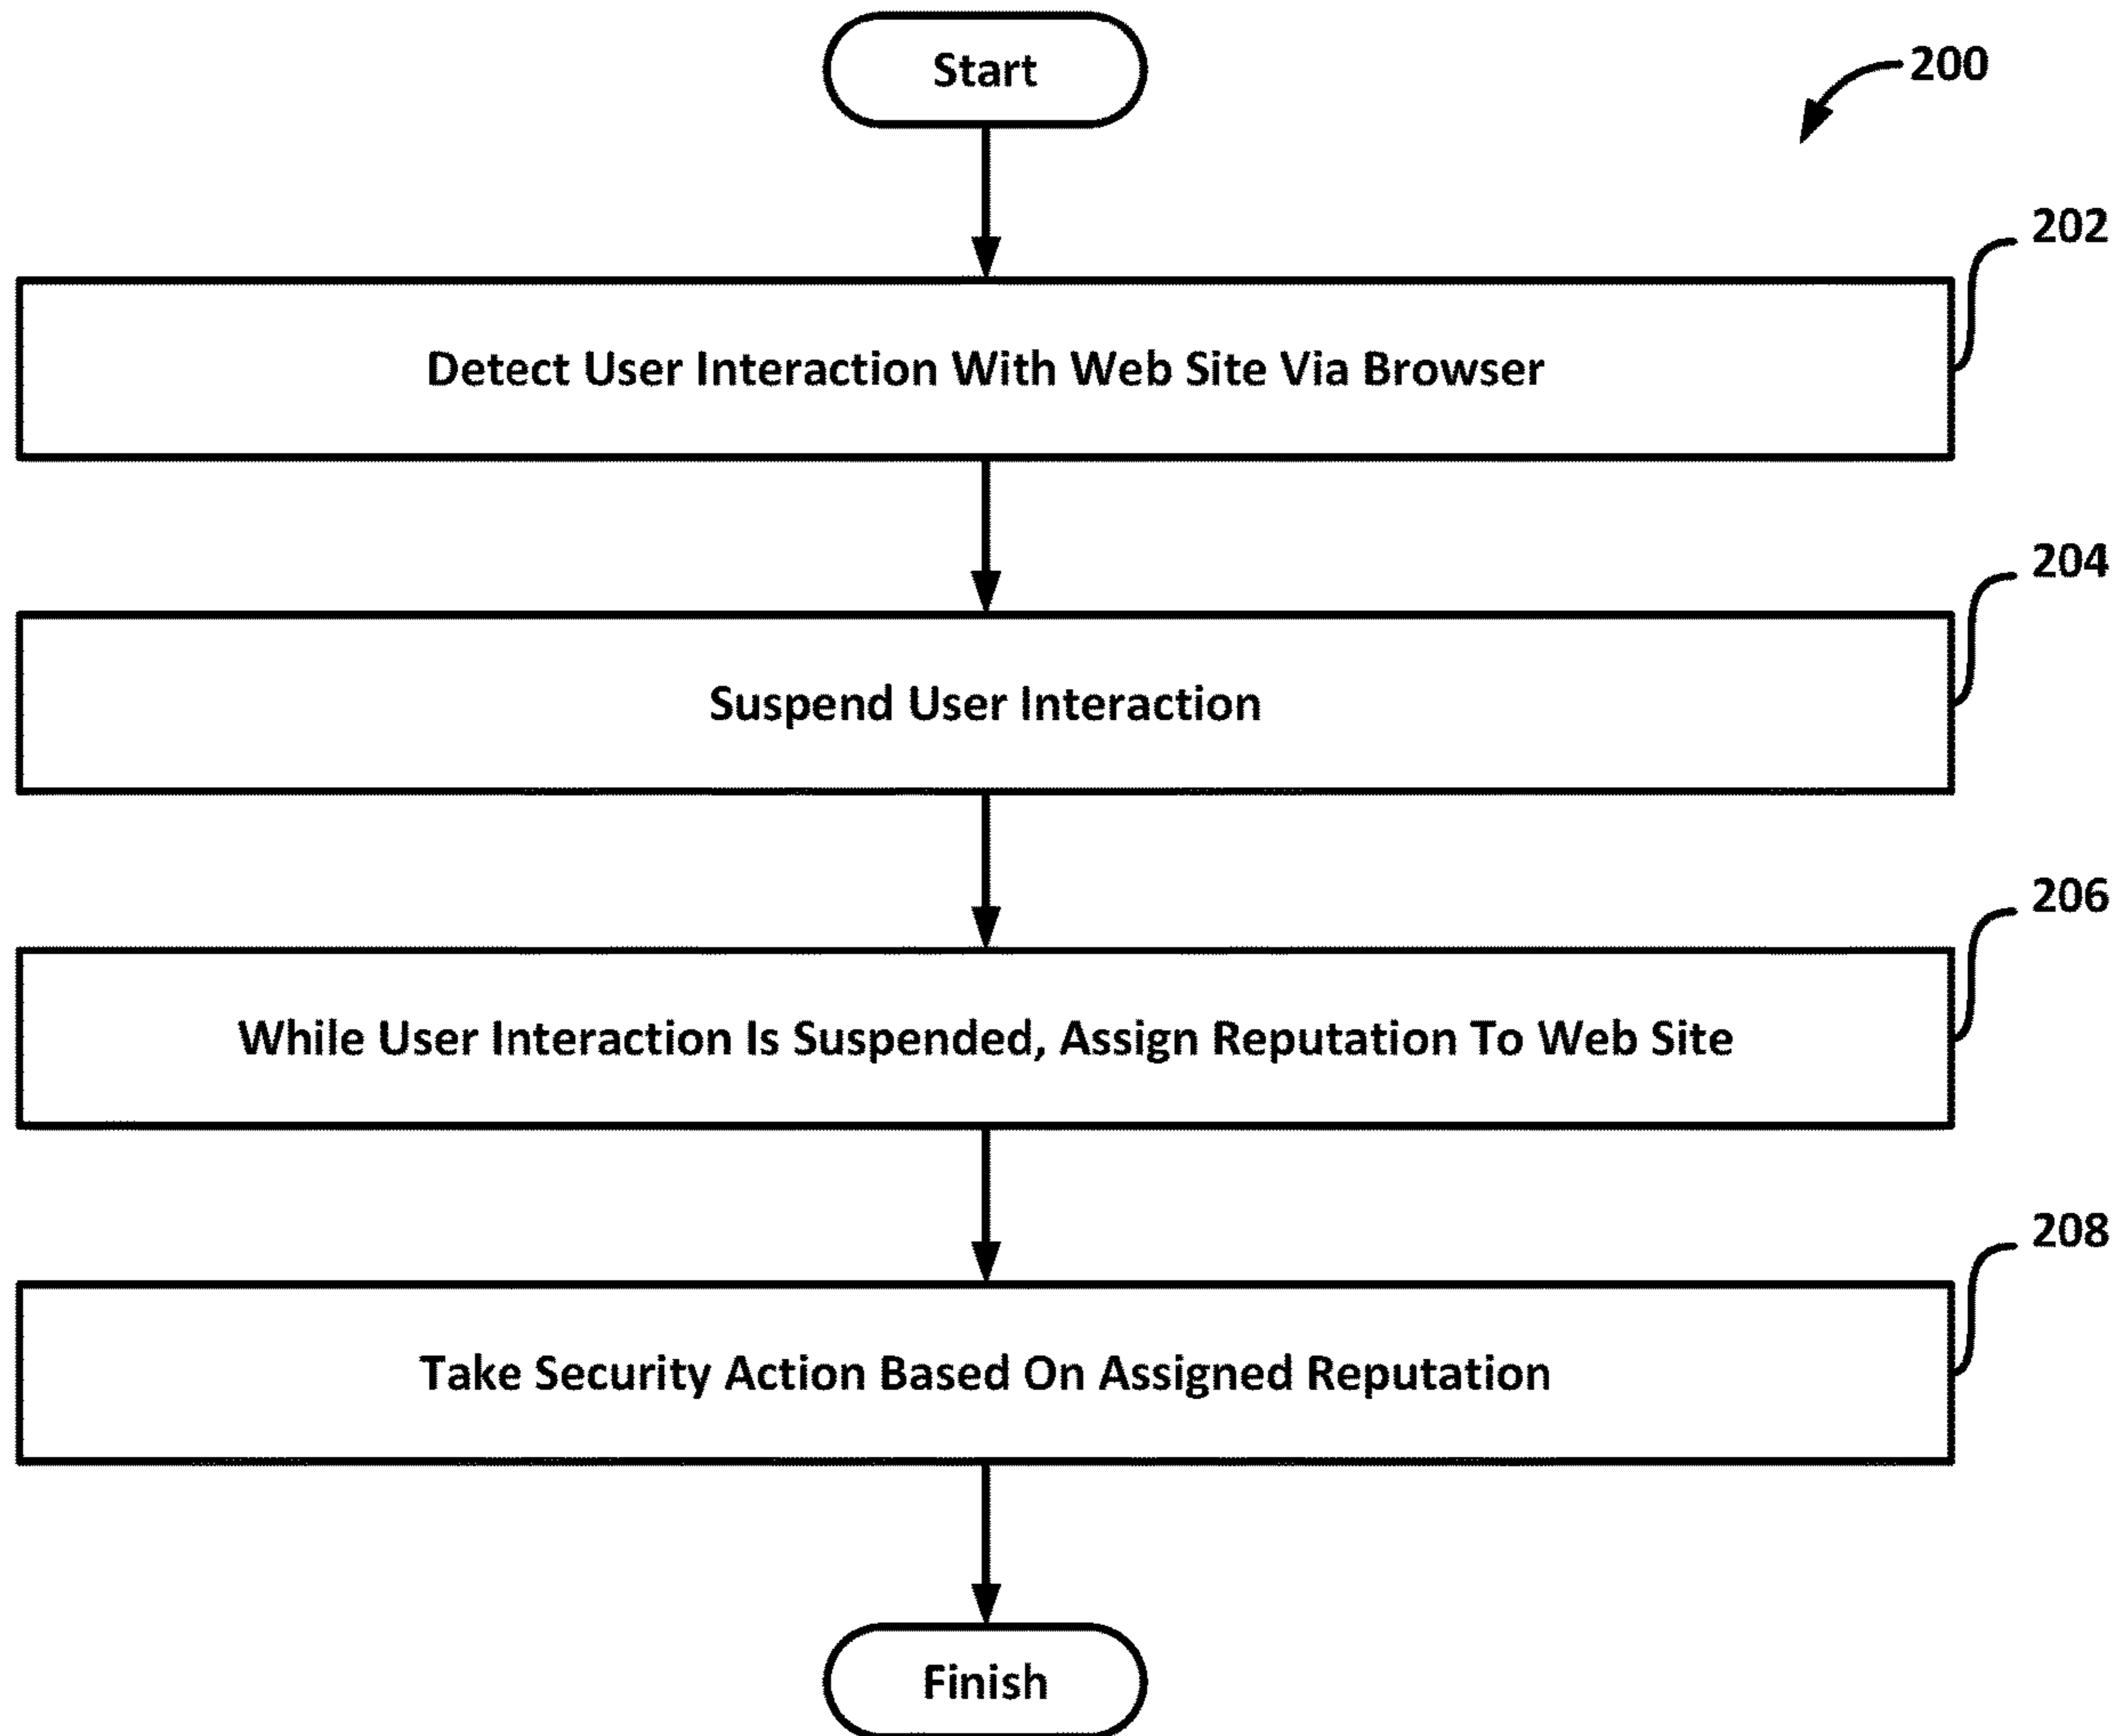 Start
200
202
Detect User Interaction With Web Site Via Browser
204
Suspend User Interaction
206
While User Interaction Is Suspended, Assign Reputation To Web Site
208
Take Security Action Based On Assigned Reputation
Finish